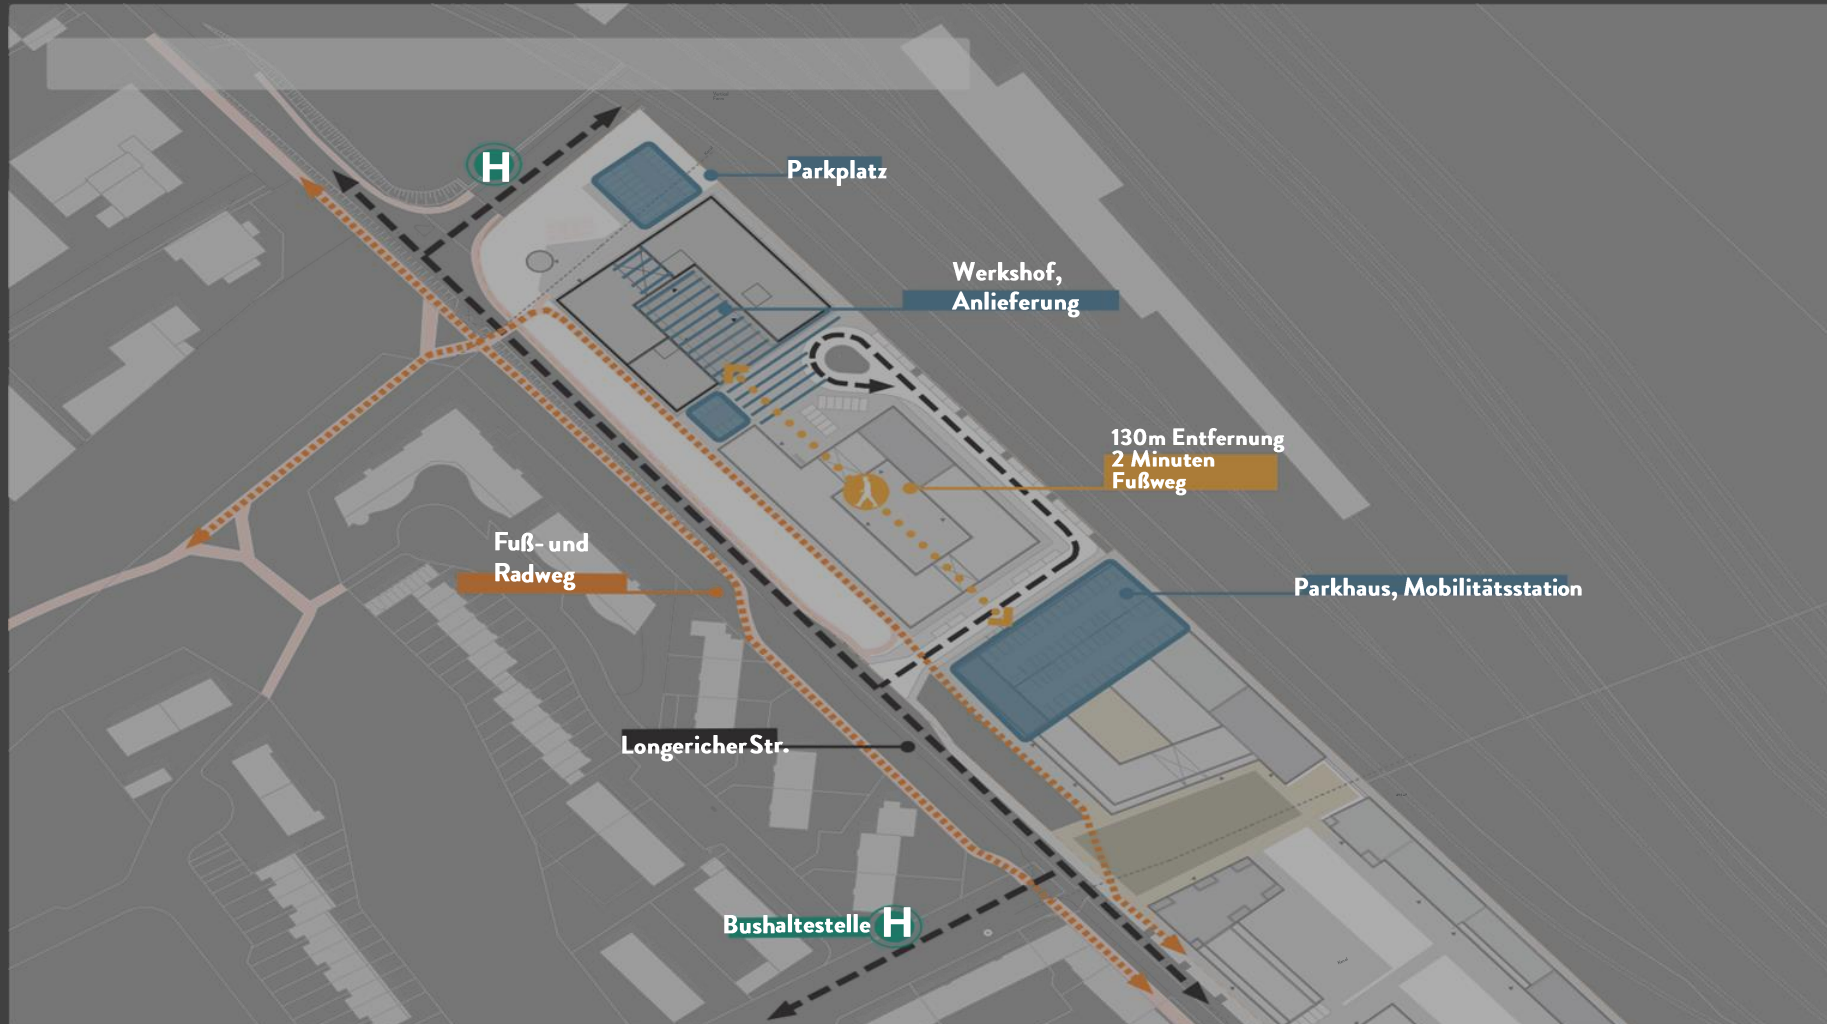 H
Parkplatz
Werkshof,
Anlieferung
130m Entfernung
2 Minuten
Fußweg
Fuß- und
Radweg
Parkhaus, Mobilitätsstation
Longericher Str.
Bushaltestelle H